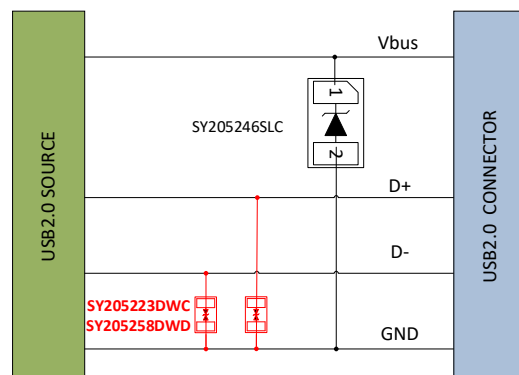 USB2.0 SOURCE
Vbus
1
SY205246SLC
2
D+
D-
SY205223DWC
SY205258DWD
GND
USB2.0 CONNECTOR